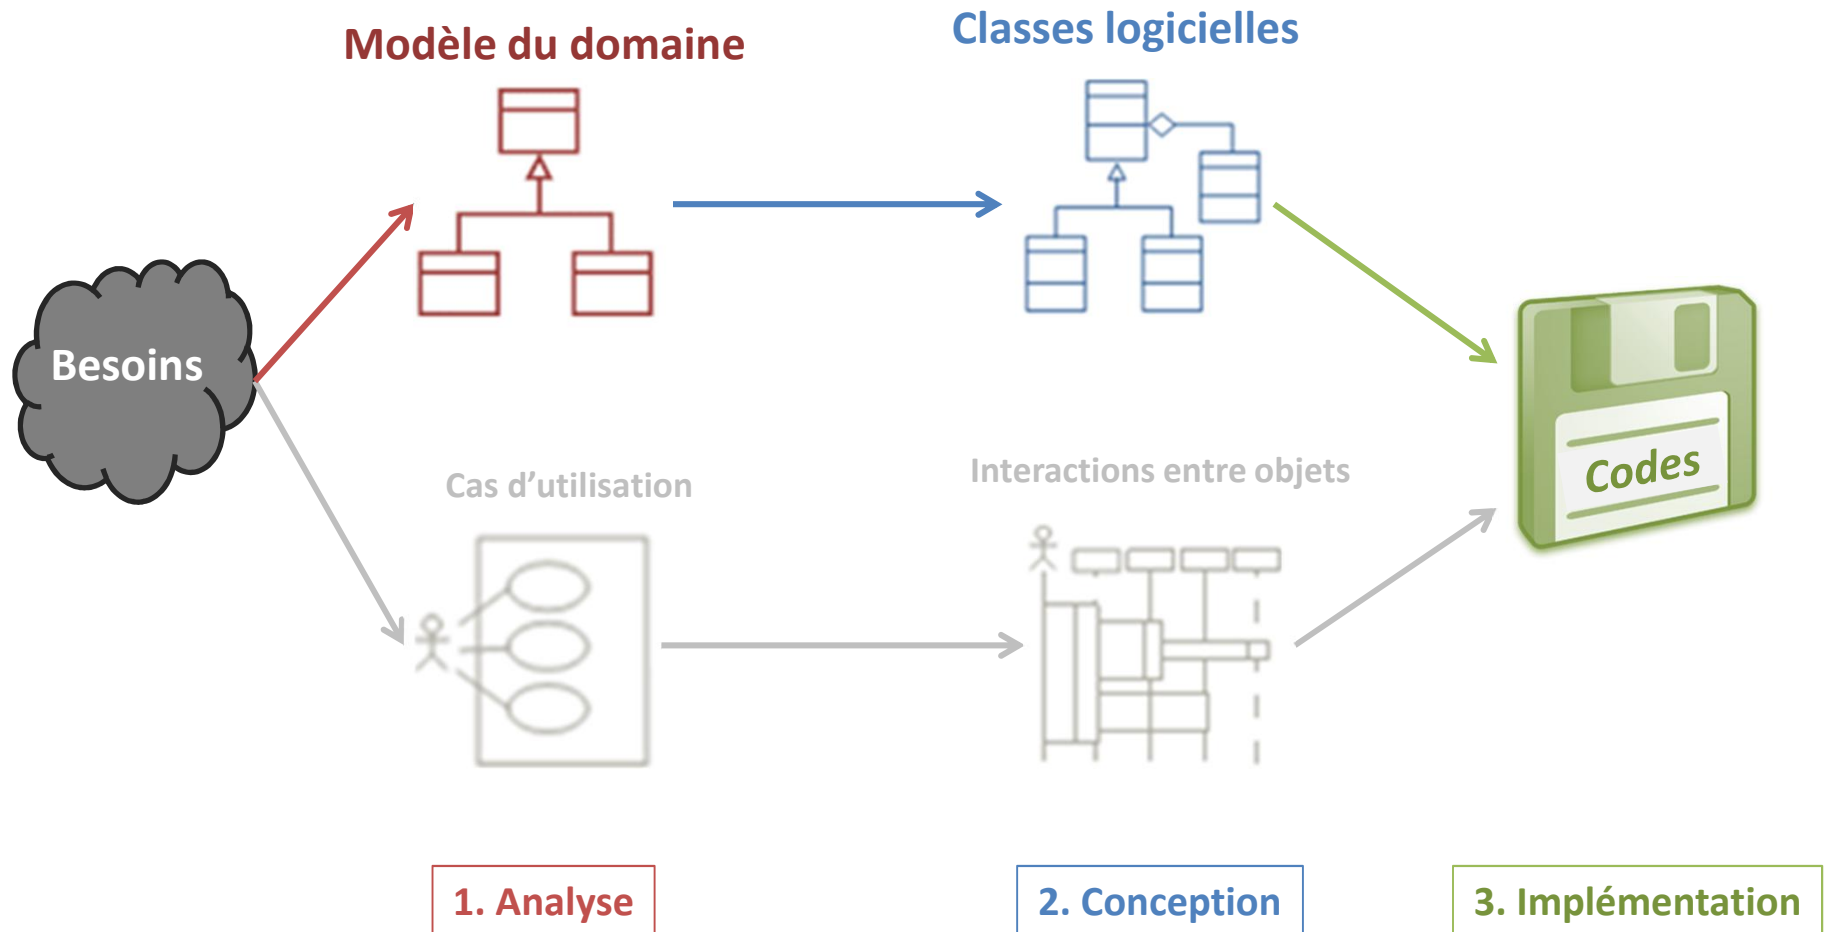 Modèle du domaine
Classes logicielles
Besoins
Cas d’utilisation
Interactions entre objets
Codes
1. Analyse
2. Conception
3. Implémentation